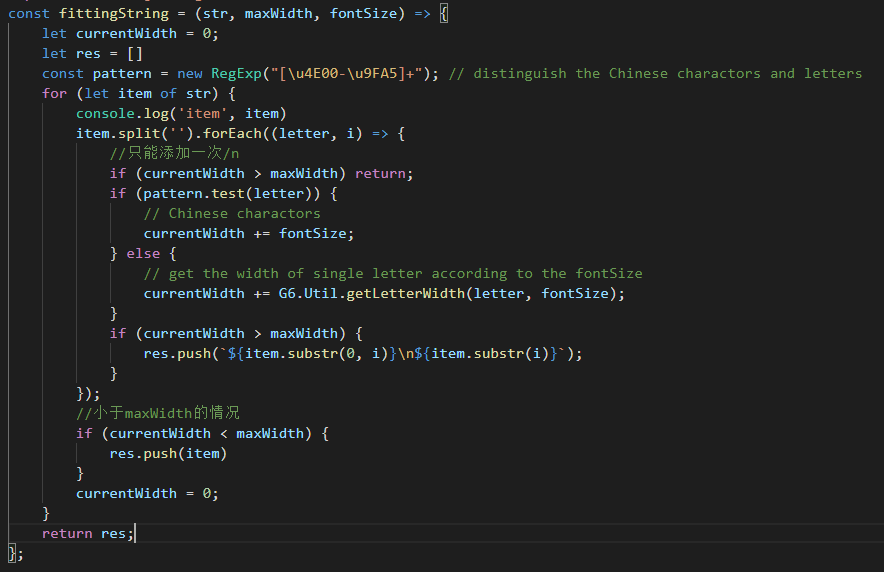 const fittingString = (str, maxWidth, fontSize) => {
let currentWidth = 0;
let res = []
const pattern = new RegExp("[\u4E00-\u9FA5]+"); // distinguish the Chinese charactors and letters
for (let item of str) {
console.log('item', item)
item.split('').forEach((letter, i) => {
//只能添加一次/n
if (currentWidth > maxWidth) return;
if (pattern.test(letter)) {
// Chinese charactors
currentWidth += fontSize;
} else {
// get the width of single letter according to the fontSize
currentWidth += G6.Util.getLetterWidth(letter, fontSize);
}
if (currentWidth > maxWidth) {
res.push(`${item.substr(0, i)}\n${item.substr(i)}`);
}
});
//小于maxWidth的情况
if (currentWidth < maxWidth) {
res.push(item)
}
currentWidth = 0;
}
return res;
};